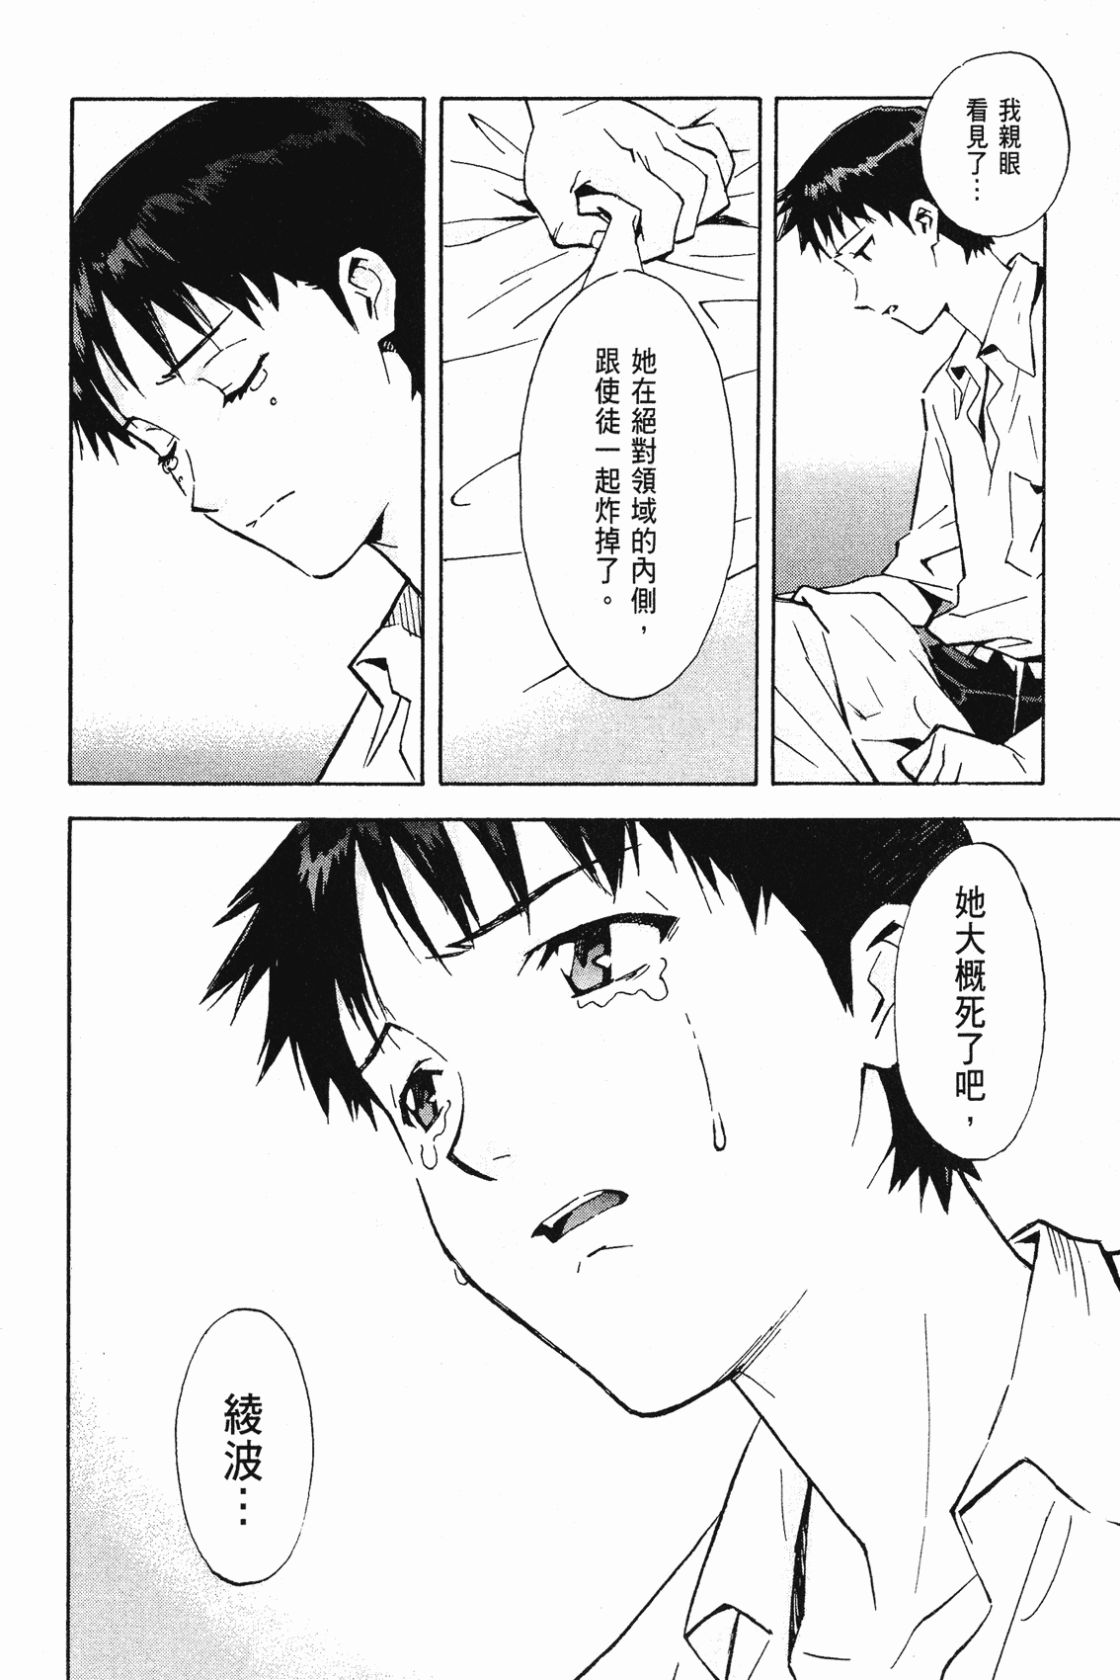 我親眼
看見了…
她在絕對領域的內側，
跟使徒一起炸掉了。
她大概死了吧，
綾波…